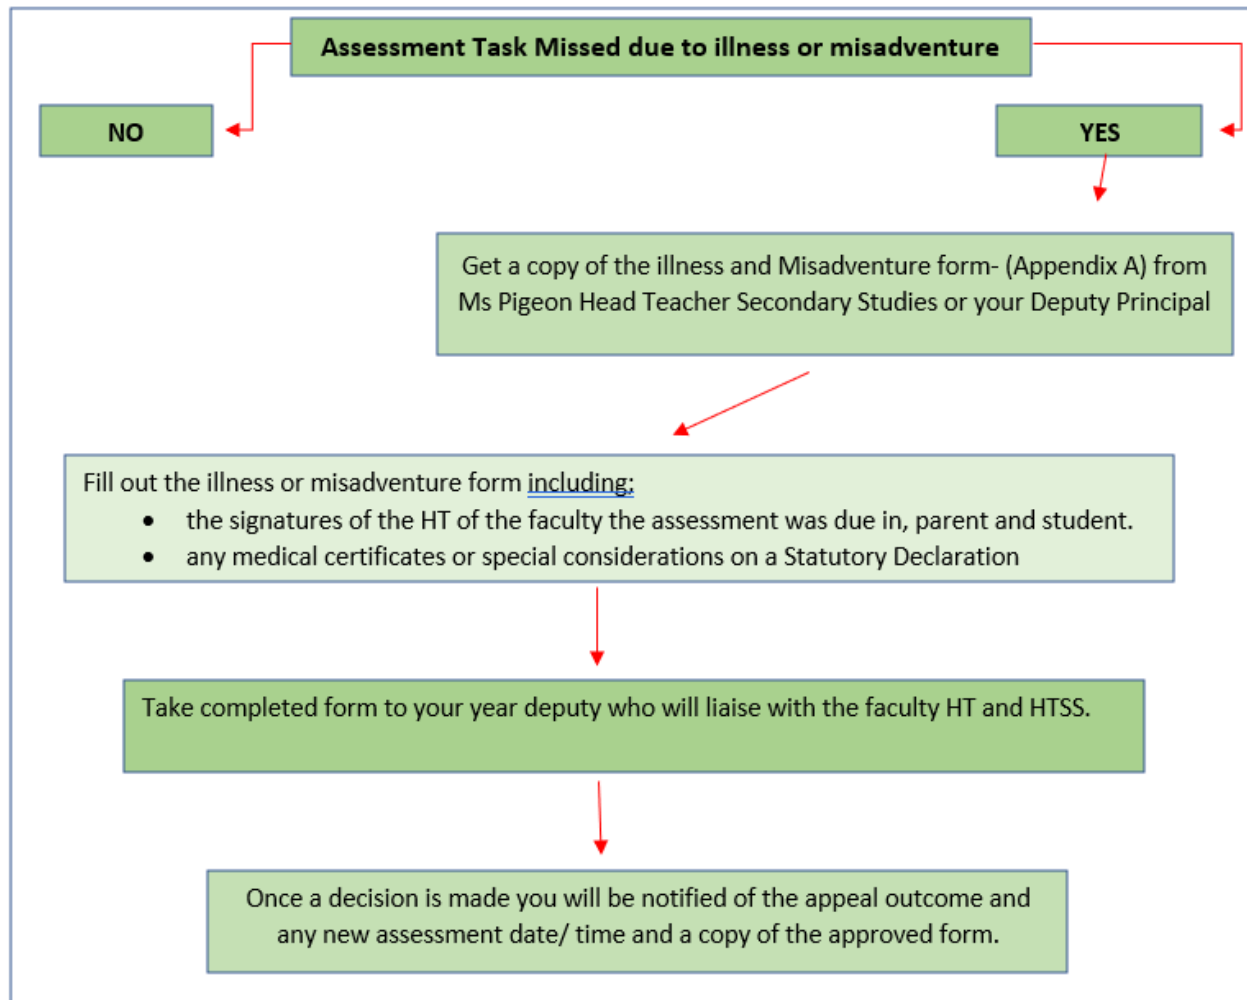 Assessment Task Missed due to illness or misadventure
NO
YES
Get a copy of the illness and Misadventure form- (Appendix A) from
Ms Pigeon Head Teacher Secondary Studies or your Deputy Principal
Fill out the illness or misadventure form including;
• the signatures of the HT of the faculty the assessment was due in, parent and student.
• any medical certificates or special considerations on a Statutory Declaration
Take completed form to your year deputy who will liaise with the faculty HT and HTSS.
Once a decision is made you will be notified of the appeal outcome and
any new assessment date/ time and a copy of the approved form.